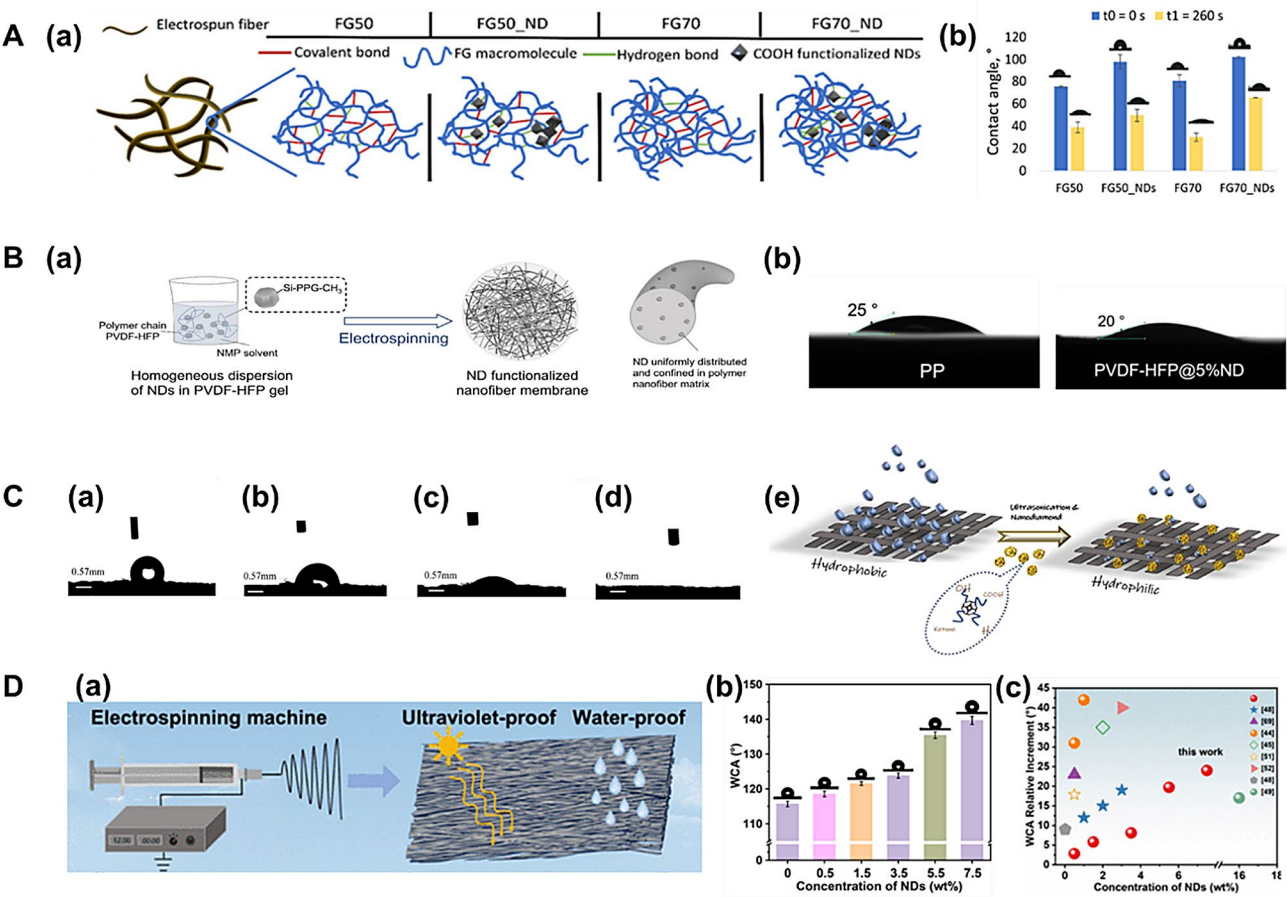 A (a)
Electrospun fiber
FG50 FG50_ND FG70 FG70_ND
Covalent bond FG macromolecule Hydrogen bond COOH functionalized NDs
(b)
t0 = 0 s t1 = 260 s
Contact angle, °
120
100
80
60
40
20
0
FG50 FG50_NDs FG70 FG70_NDs
B (a)
Si-PPG-CH3
Polymer chain
PVDF-HFP
NMP solvent
Homogeneous dispersion
of NDs in PVDF-HFP gel
Electrospinning
ND functionalized
nanofiber membrane
ND uniformly distributed
and confined in polymer
nanofiber matrix
(b)
25 °
PP
20 °
PVDF-HFP@5%ND
C (a) (b) (c) (d) (e)
0.57mm 0.57mm 0.57mm 0.57mm
Hydrophobic
Ultrasonication &
Nanodiamond
OH
COOH
Ketone
H
Hydrophilic
D (a)
Electrospinning machine
12.00 00.00
Ultraviolet-proof Water-proof
(b)
WCA (°)
150
140
130
120
110
0
0 0.5 1.5 3.5 5.5 7.5
Concentration of NDs (wt%)
(c)
WCA Relative Increment (°)
45
40
35
30
25
20
15
10
5
0
this work
[48]
[69]
[44]
[45]
[51]
[52]
[48]
[49]
0 2 4 6 16 18
Concentration of NDs (wt%)